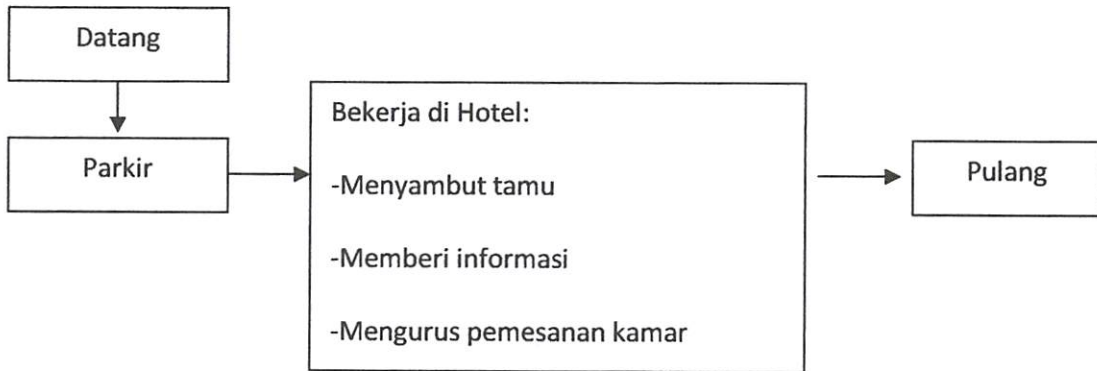 Datang
Parkir
Bekerja di Hotel:
-Menyambut tamu
-Memberi informasi
-Mengurus pemesanan kamar
Pulang